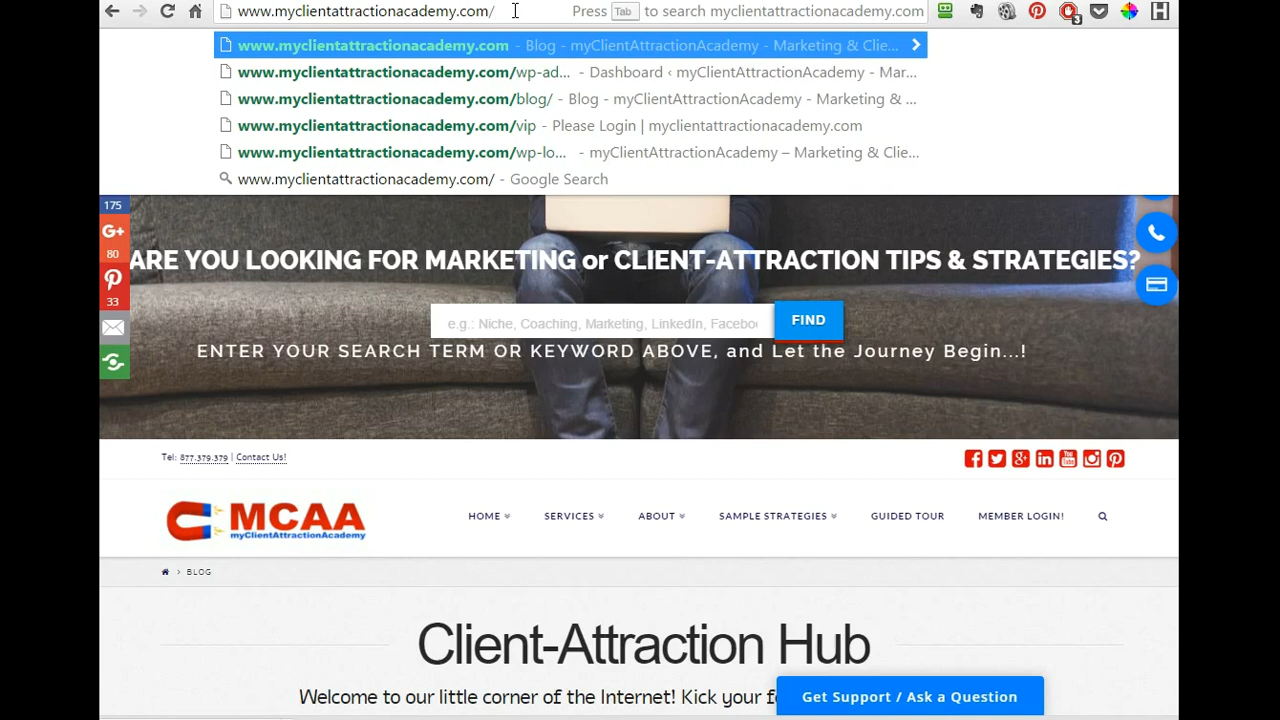 www.myclientattractionacademy.com/ Press Tab to search myclientattractionacademy.com
3
www.myclientattractionacademy.com - Blog - myClientAttractionAcademy - Marketing & Clie...
www.myclientattractionacademy.com/wp-ad... - Dashboard ‹ myClientAttractionAcademy - Mar...
www.myclientattractionacademy.com/blog/ - Blog - myClientAttractionAcademy - Marketing & ...
www.myclientattractionacademy.com/vip - Please Login | myclientattractionacademy.com
www.myclientattractionacademy.com/wp-lo... - myClientAttractionAcademy – Marketing & Clie...
www.myclientattractionacademy.com/ - Google Search
175
G+
80
33
ARE YOU LOOKING FOR MARKETING or CLIENT-ATTRACTION TIPS & STRATEGIES?
e.g.: Niche, Coaching, Marketing, LinkedIn, Faceboo
FIND
ENTER YOUR SEARCH TERM OR KEYWORD ABOVE, and Let the Journey Begin...!
Tel: 877.379.379 | Contact Us!
MCAA
myClientAttractionAcademy
HOME SERVICES ABOUT SAMPLE STRATEGIES GUIDED TOUR MEMBER LOGIN!
> BLOG
Client-Attraction Hub
Welcome to our little corner of the Internet! Kick your f
Get Support / Ask a Question